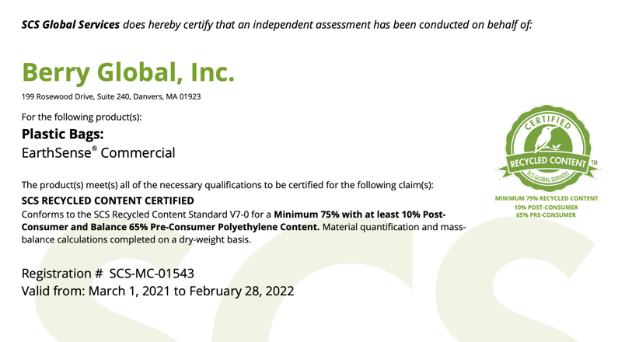 SCS Global Services does hereby certify that an independent assessment has been conducted on behalf of:
Berry Global, Inc.
199 Rosewood Drive, Suite 240, Danvers, MA 01923
For the following product(s):
Plastic Bags:
EarthSense® Commercial
The product(s) meet(s) all of the necessary qualifications to be certified for the following claim(s):
SCS RECYCLED CONTENT CERTIFIED
Conforms to the SCS Recycled Content Standard V7-0 for a Minimum 75% with at least 10% Post-
Consumer and Balance 65% Pre-Consumer Polyethylene Content. Material quantification and mass-
balance calculations completed on a dry-weight basis.
Registration # SCS-MC-01543
Valid from: March 1, 2021 to February 28, 2022
CERTIFIED
RECYCLED CONTENT™
SCS GLOBAL SERVICES
MINIMUM 75% RECYCLED CONTENT
10% POST-CONSUMER
65% PRE-CONSUMER
SCS